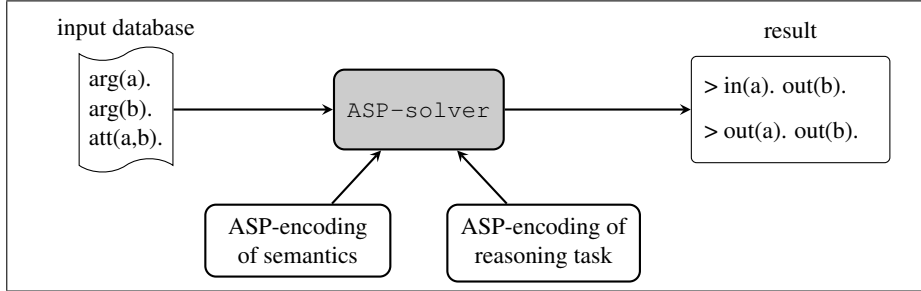 input database
arg(a).
arg(b).
att(a,b).
ASP-solver
result
> in(a). out(b).
> out(a). out(b).
ASP-encoding
of semantics
ASP-encoding of
reasoning task